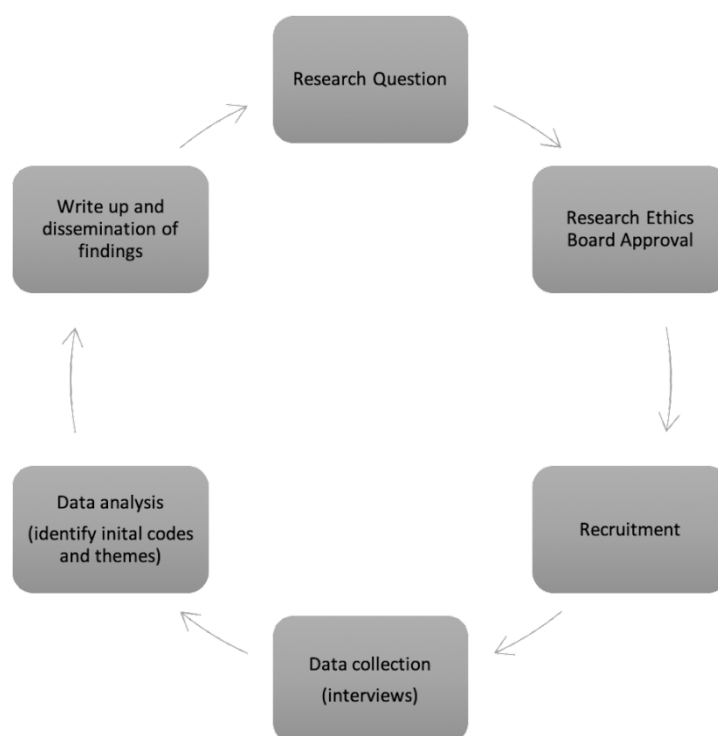 Research Question
Research Ethics
Board Approval
Recruitment
Data collection
(interviews)
Data analysis
(identify inital codes
and themes)
Write up and
dissemination of
findings